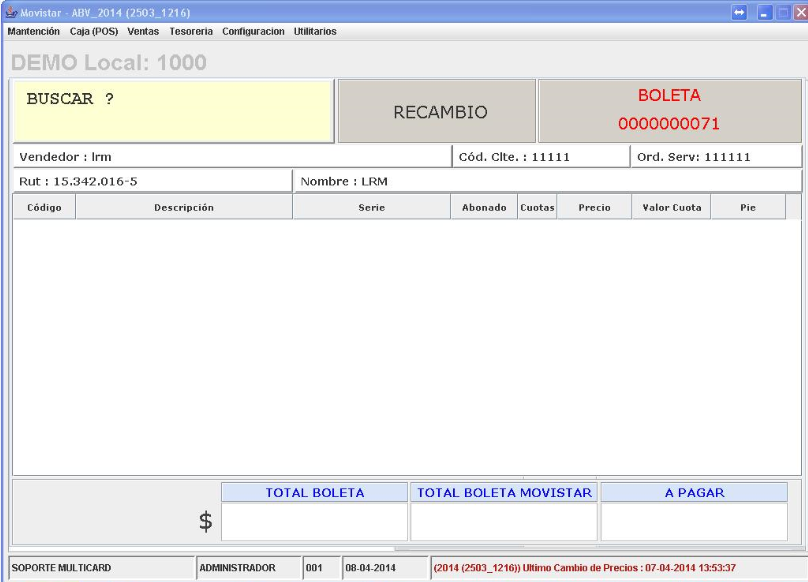 Movistar - ABV_2014 (2503_1216)
Mantención Caja (POS) Ventas Tesoreria Configuracion Utilitarios
DEMO Local: 1000
BUSCAR ?
RECAMBIO
BOLETA
0000000071
Vendedor : lrm
Cód. Clte. : 11111
Ord. Serv: 111111
Rut : 15.342.016-5
Nombre : LRM
Código Descripción Serie Abonado Cuotas Precio Valor Cuota Pie
TOTAL BOLETA TOTAL BOLETA MOVISTAR A PAGAR
$
SOPORTE MULTICARD ADMINISTRADOR 001 08-04-2014 (2014 (2503_1216)) Ultimo Cambio de Precios : 07-04-2014 13:53:37